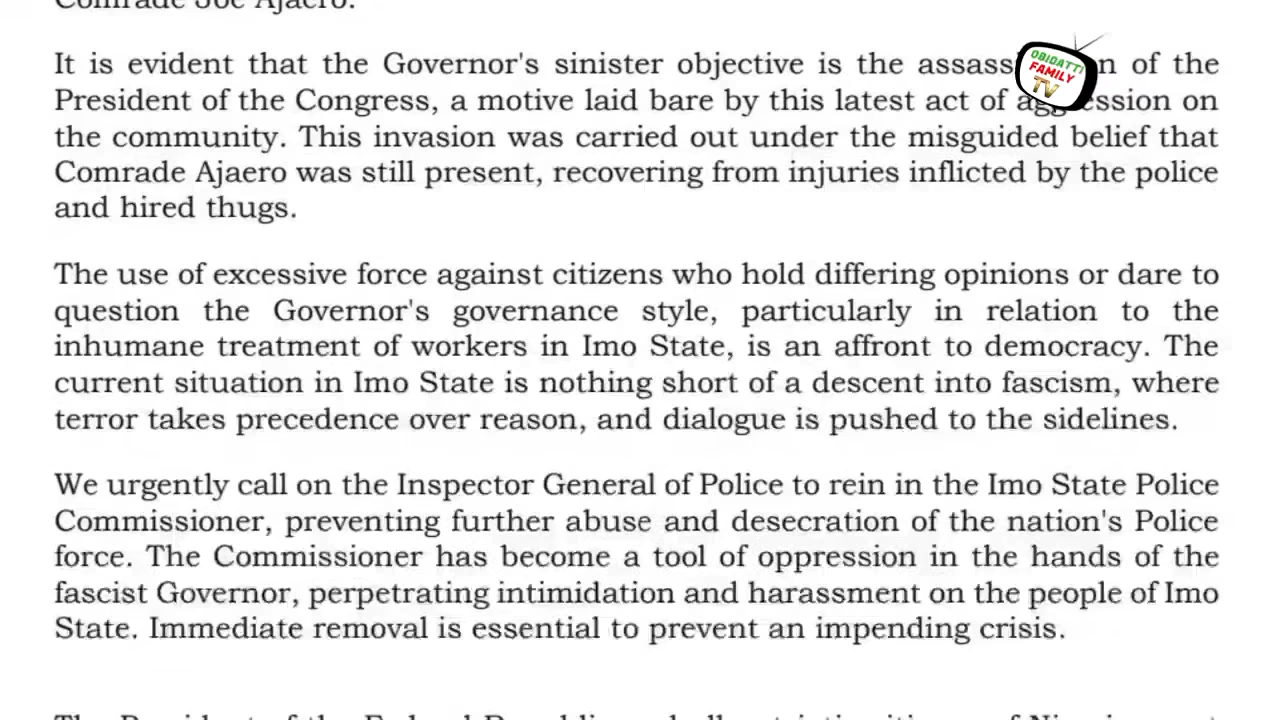 Comrade Joe Ajaero.
It is evident that the Governor's sinister objective is the of the
President of the Congress, a motive laid bare by this latest act of aggression on
the community. This invasion was carried out under the misguided belief that
Comrade Ajaero was still present, recovering from injuries inflicted by the police
and hired thugs.
The use of excessive force against citizens who hold differing opinions or dare to
question the Governor's governance style, particularly in relation to the
inhumane treatment of workers in Imo State, is an affront to democracy. The
current situation in Imo State is nothing short of a descent into fascism, where
terror takes precedence over reason, and dialogue is pushed to the sidelines.
We urgently call on the Inspector General of Police to rein in the Imo State Police
Commissioner, preventing further abuse and desecration of the nation's Police
force. The Commissioner has become a tool of oppression in the hands of the
fascist Governor, perpetrating intimidation and harassment on the people of Imo
State. Immediate removal is essential to prevent an impending crisis.
OBIDATTI
FAMILY
TV